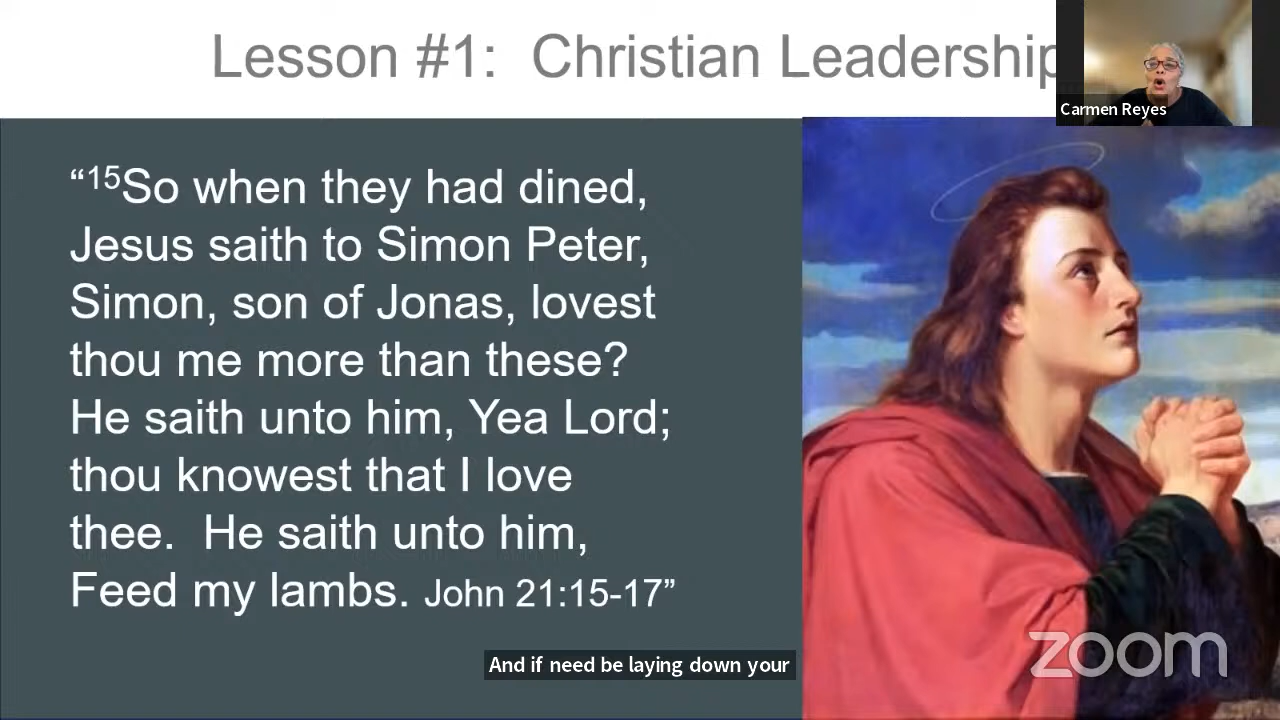 Lesson #1:  Christian Leadership
Carmen Reyes
“15So when they had dined,
Jesus saith to Simon Peter,
Simon, son of Jonas, lovest
thou me more than these?
He saith unto him, Yea Lord;
thou knowest that I love
thee.  He saith unto him,
Feed my lambs. John 21:15-17”
And if need be laying down your
zoom